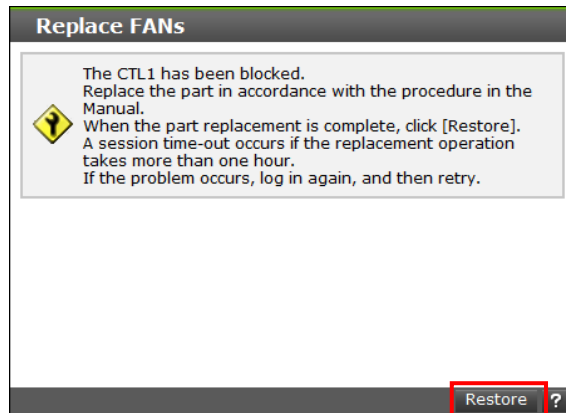 Replace FANs
The CTL1 has been blocked.
Replace the part in accordance with the procedure in the
Manual.
When the part replacement is complete, click [Restore].
A session time-out occurs if the replacement operation
takes more than one hour.
If the problem occurs, log in again, and then retry.
Restore ?